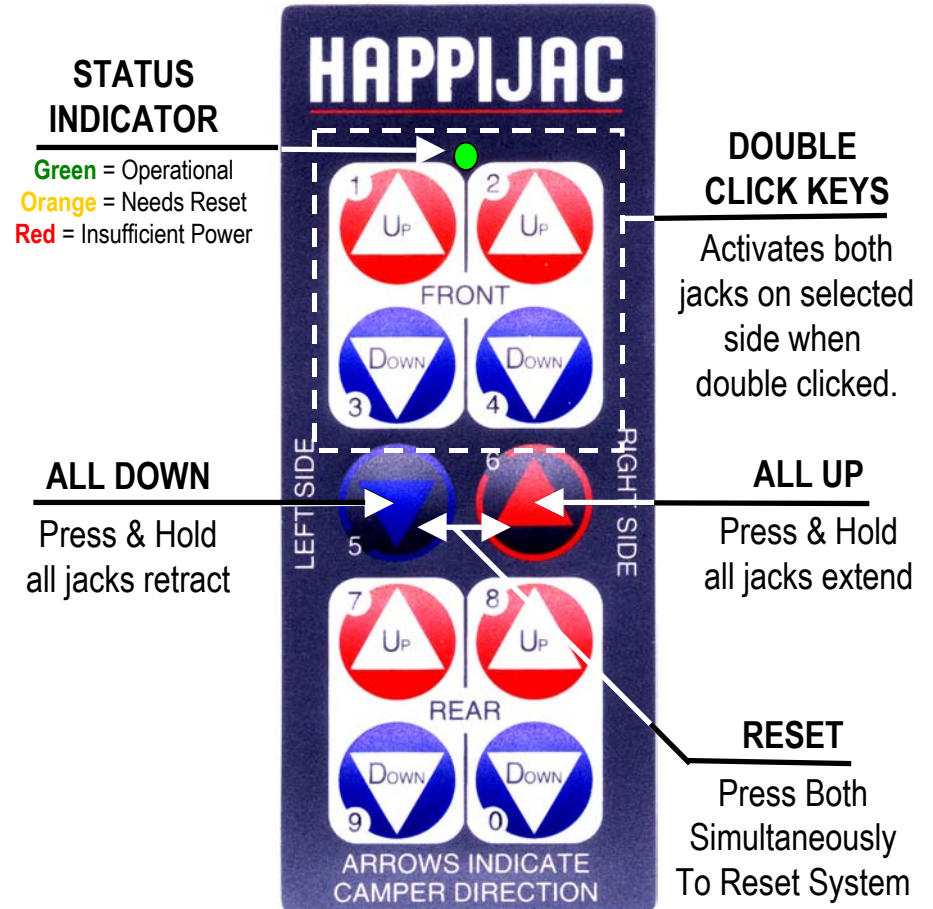 HAPPIJAC
STATUS
INDICATOR
Green = Operational
Orange = Needs Reset
Red = Insufficient Power
DOUBLE
CLICK KEYS
Activates both
jacks on selected
side when
double clicked.
1 UP
2 UP
FRONT
DOWN 3
DOWN 4
LEFT SIDE
RIGHT SIDE
5
6
ALL DOWN
Press & Hold
all jacks retract
ALL UP
Press & Hold
all jacks extend
7 UP
8 UP
REAR
DOWN 9
DOWN 0
ARROWS INDICATE
CAMPER DIRECTION
RESET
Press Both
Simultaneously
To Reset System